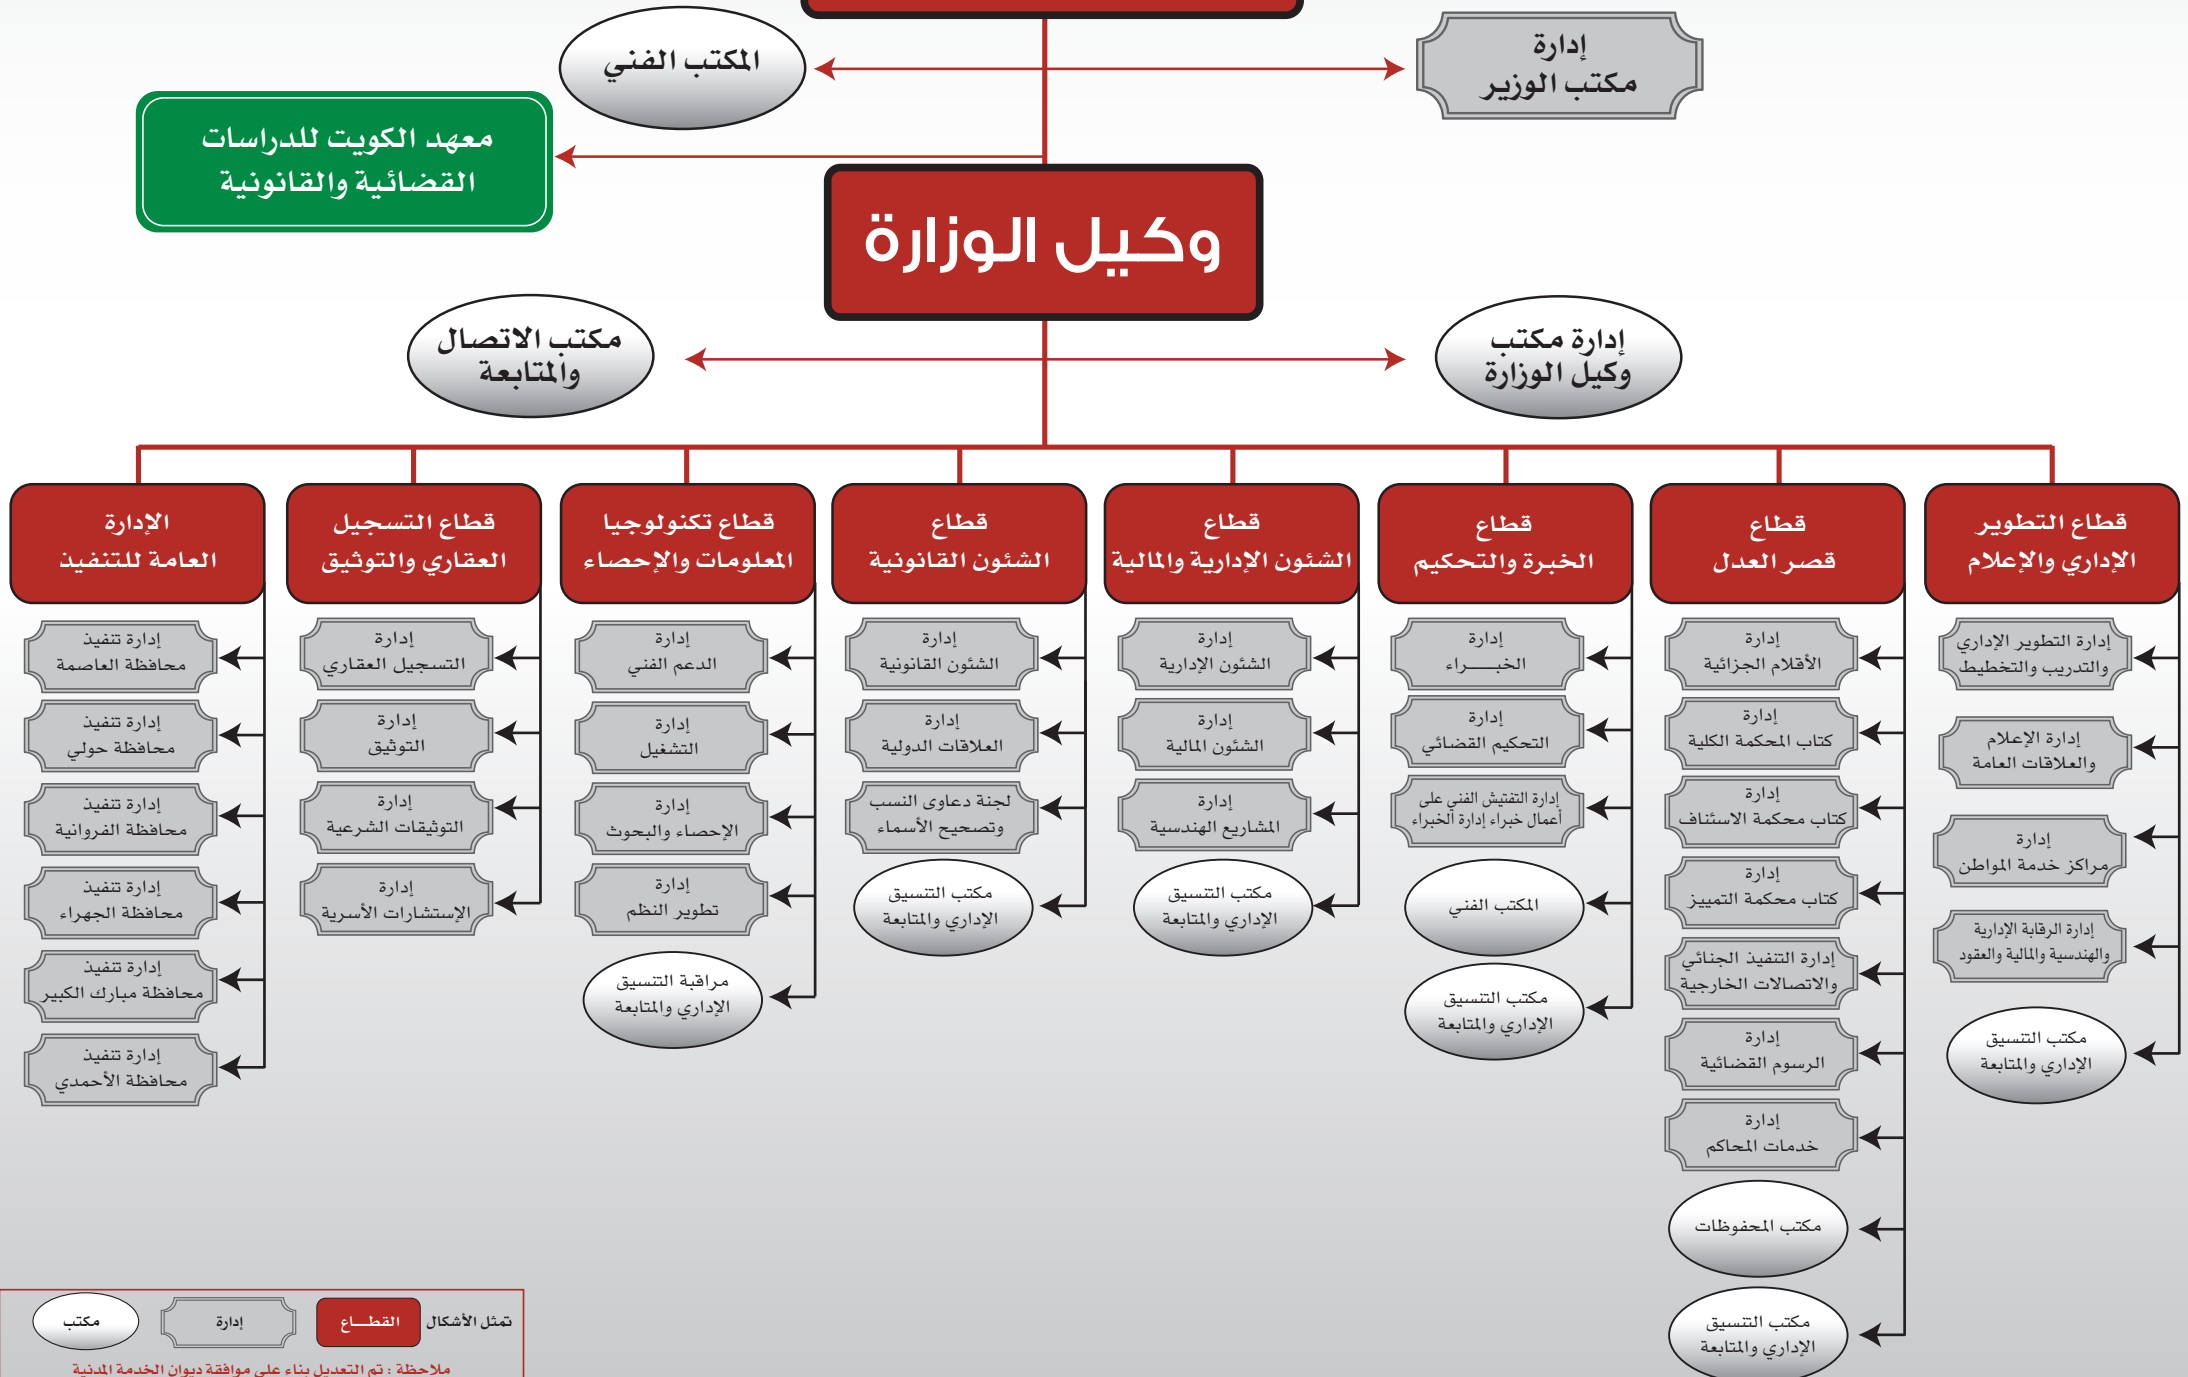 إدارة
مكتب الوزير
المكتب الفني
معهد الكويت للدراسات
القضائية والقانونية
وكيل الوزارة
إدارة مكتب
وكيل الوزارة
مكتب الاتصال
والمتابعة
قطاع التطوير
الإداري والإعلام
إدارة التطوير الإداري
والتدريب والتخطيط
إدارة الإعلام
والعلاقات العامة
إدارة
مراكز خدمة المواطن
إدارة الرقابة الإدارية
والهندسية والمالية والعقود
مكتب التنسيق
الإداري والمتابعة
قطاع
قصر العدل
إدارة
الأقلام الجزائية
إدارة
كتاب المحكمة الكلية
إدارة
كتاب محكمة الاسئناف
إدارة
كتاب محكمة التمييز
إدارة التنفيذ الجنائي
والاتصالات الخارجية
إدارة
الرسوم القضائية
إدارة
خدمات المحاكم
مكتب المحفوظات
مكتب التنسيق
الإداري والمتابعة
قطاع
الخبرة والتحكيم
إدارة
الخبـــــراء
إدارة
التحكيم القضائي
إدارة التفتيش الفني على
أعمال خبراء إدارة الخبراء
المكتب الفني
مكتب التنسيق
الإداري والمتابعة
قطاع
الشئون الإدارية والمالية
إدارة
الشئون الإدارية
إدارة
الشئون المالية
إدارة
المشاريع الهندسية
مكتب التنسيق
الإداري والمتابعة
قطاع
الشئون القانونية
إدارة
الشئون القانونية
إدارة
العلاقات الدولية
لجنة دعاوى النسب
وتصحيح الأسماء
مكتب التنسيق
الإداري والمتابعة
قطاع تكنولوجيا
المعلومات والإحصاء
إدارة
الدعم الفني
إدارة
التشغيل
إدارة
الإحصاء والبحوث
إدارة
تطوير النظم
مراقبة التنسيق
الإداري والمتابعة
قطاع التسجيل
العقاري والتوثيق
إدارة
التسجيل العقاري
إدارة
التوثيق
إدارة
التوثيقات الشرعية
إدارة
الإستشارات الأسرية
الإدارة
العامة للتنفيذ
إدارة تنفيذ
محافظة العاصمة
إدارة تنفيذ
محافظة حولي
إدارة تنفيذ
محافظة الفروانية
إدارة تنفيذ
محافظة الجهراء
إدارة تنفيذ
محافظة مبارك الكبير
إدارة تنفيذ
محافظة الأحمدي
تمثل الأشكال القطـــاع إدارة مكتب
ملاحظة : تم التعديل بناء على موافقة ديوان الخدمة المدنية